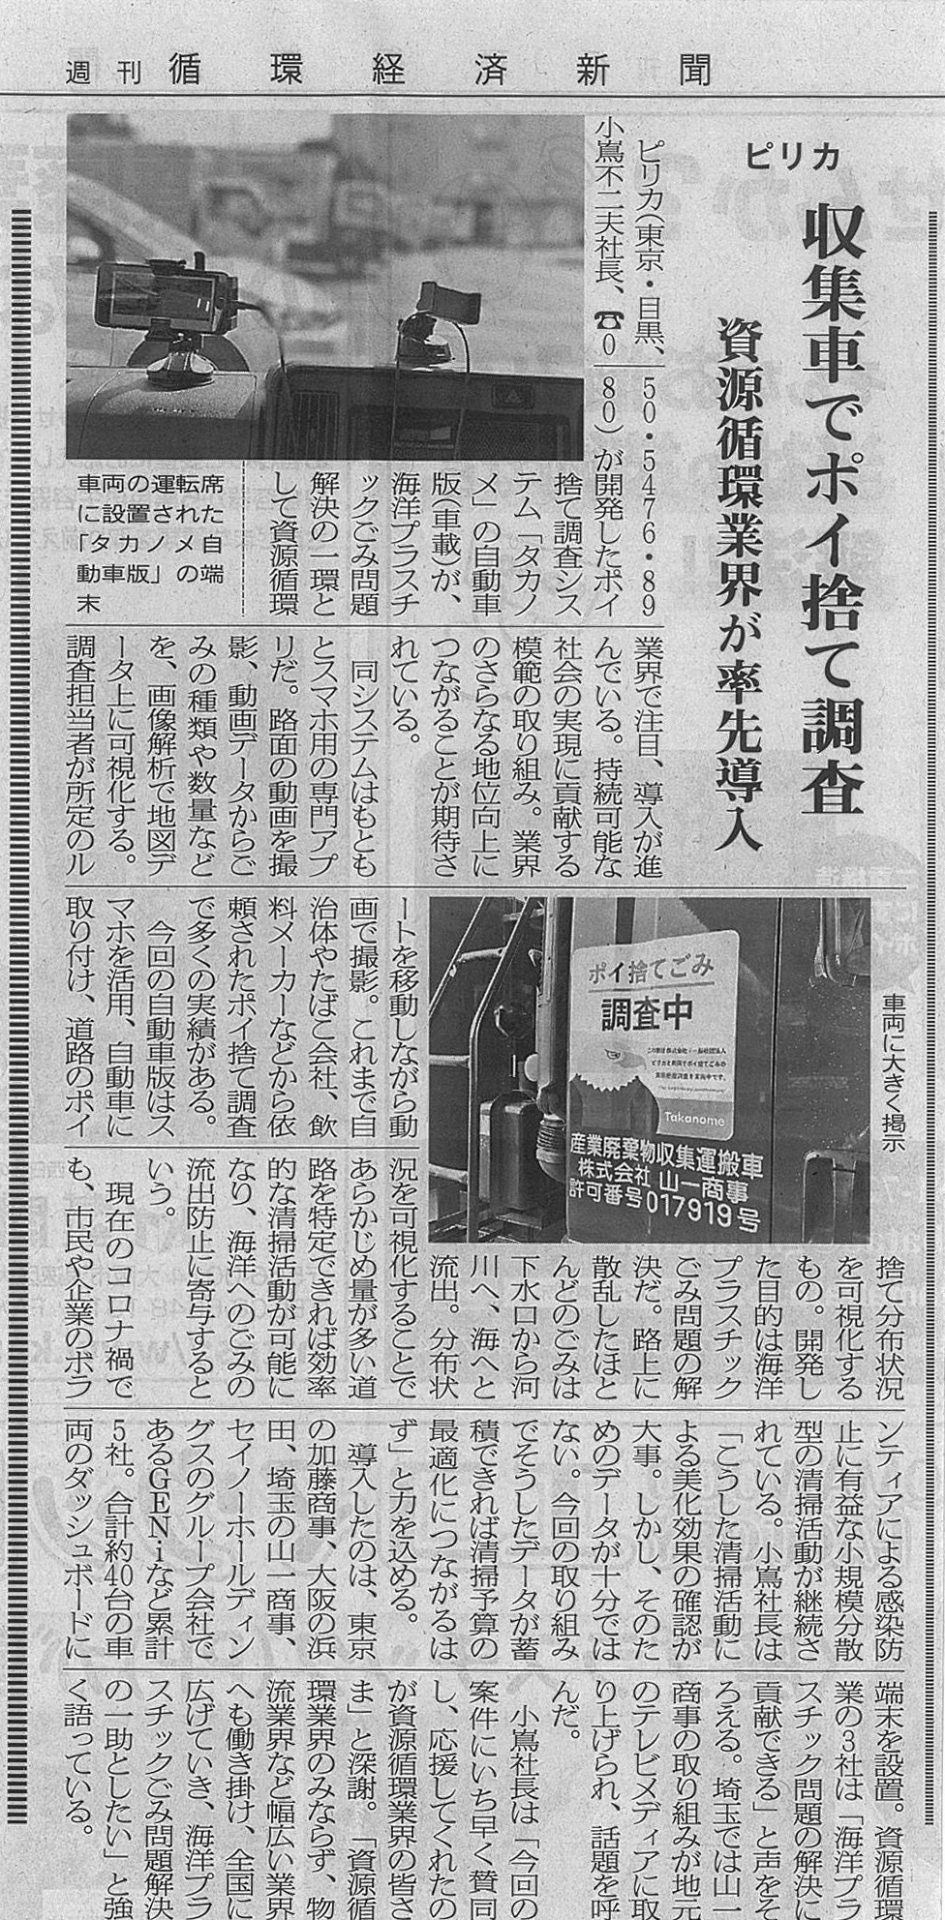 週刊 循環経済新聞
ピリカ
収集車でポイ捨て調査
資源循環業界が率先導入
ピリカ(東京・目黒、
小嶌不二夫社長、☎0
50・5476・89
80)が開発したポイ
捨て調査システ
テム「タカノ
メ」の自動車
版(車載)が、
海洋プラスチ
ックごみ問題
解決の一環と
して資源循環
車両の運転席
に設置された
「タカノメ自
動車版」の端
末
業界で注目、導入が進
んでいる。持続可能な
社会の実現に貢献する
模範の取り組み。業界
のさらなる地位向上に
つながることが期待さ
れている。
同システムはもとも
とスマホ用の専門アプ
リだ。路面の動画を撮
影、動画データからご
みの種類や数量など
を、画像解析で地図デ
ータ上に可視化する。
調査担当者が所定のル
ートを移動しながら動
画で撮影。これまで自
治体やたばこ会社、飲
料メーカーなどから依
頼されたポイ捨て調査
で多くの実績がある。
今回の自動車版はス
マホを活用、自動車に
取り付け、道路のポイ
車両に大きく掲示
ポイ捨てごみ
調査中
Takanome
産業廃棄物収集運搬車
株式会社 山一商事
許可番号017919号
捨て分布状況
を可視化する
もの。開発し
た目的は海洋
プラスチック
ごみ問題の解
決だ。路上に
散乱したほと
んどのごみは
下水口から河
川へ、海へと
流出。分布状
況を可視化することで
あらかじめ量が多い道
路を特定できれば効率
的な清掃活動が可能に
なり、海洋へのごみの
流出防止に寄与すると
いう。
現在のコロナ禍で
も、市民や企業のボラ
ンティアによる感染防
止に有益な小規模分散
型の清掃活動が継続さ
れている。小嶌社長は
「こうした清掃活動に
よる美化効果の確認が
大事。しかし、そのた
めのデータが十分では
ない。今回の取り組み
でそうしたデータが蓄
積できれば清掃予算の
最適化につながるは
ず」と力を込める。
導入したのは、東京
の加藤商事、大阪の浜
田、埼玉の山一商事、
セイノーホールディン
グスのグループ会社で
あるGENiなど累計
5社。合計約40台の車
両のダッシュボードに
端末を設置。資源循環
業の3社は「海洋プラ
スチック問題の解決に
貢献できる」と声をそ
ろえる。埼玉では山一
商事の取り組みが地元
のテレビメディアに取
り上げられ、話題を呼
んだ。
小嶌社長は「今回の
案件にいち早く賛同
し、応援してくれたの
が資源循環業界の皆さ
ま」と深謝。「資源循
環業界のみならず、物
流業界など幅広い業界
へも働き掛け、全国に
広げていき、海洋プラ
スチックごみ問題解決
の一助としたい」と強
く語っている。